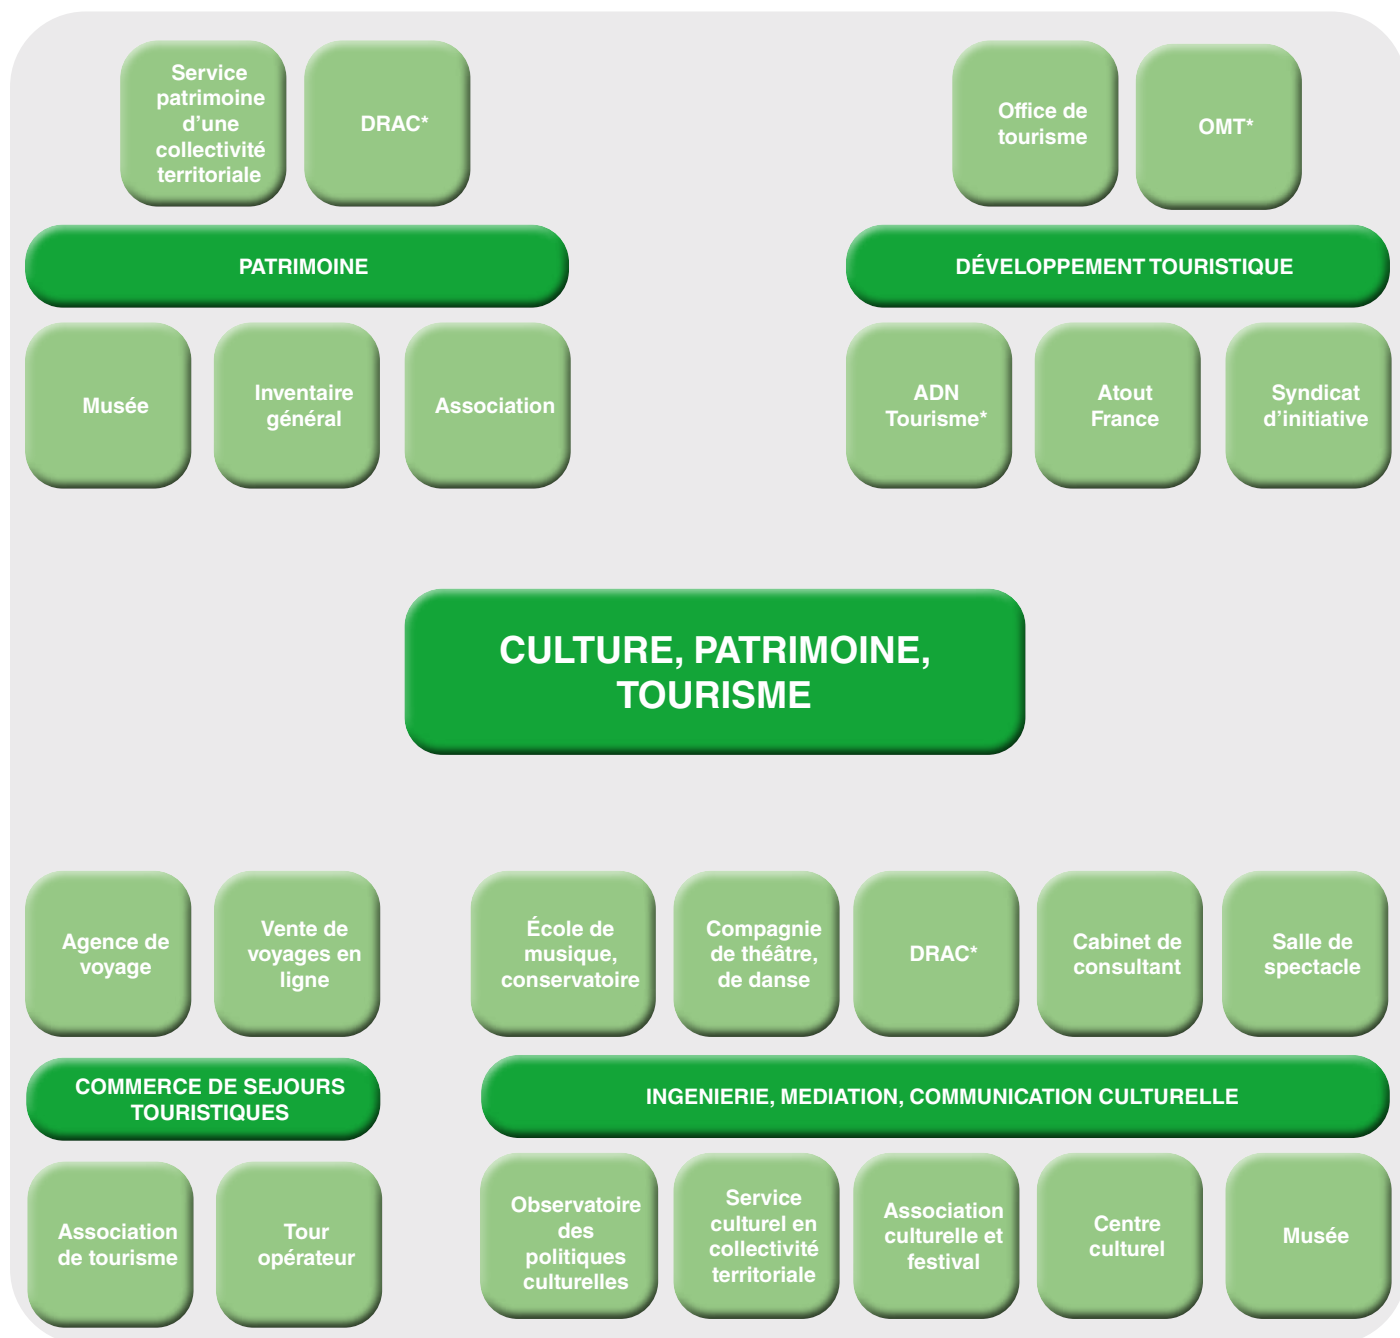 Service
patrimoine
d’une
collectivité
territoriale
DRAC*
Office de
tourisme
OMT*
PATRIMOINE
DÉVELOPPEMENT TOURISTIQUE
Musée
Inventaire
général
Association
ADN
Tourisme*
Atout
France
Syndicat
d’initiative
CULTURE, PATRIMOINE,
TOURISME
Agence de
voyage
Vente de
voyages en
ligne
École de
musique,
conservatoire
Compagnie
de théâtre,
de danse
DRAC*
Cabinet de
consultant
Salle de
spectacle
COMMERCE DE SEJOURS
TOURISTIQUES
INGENIERIE, MEDIATION, COMMUNICATION CULTURELLE
Association
de tourisme
Tour
opérateur
Observatoire
des
politiques
culturelles
Service
culturel en
collectivité
territoriale
Association
culturelle et
festival
Centre
culturel
Musée